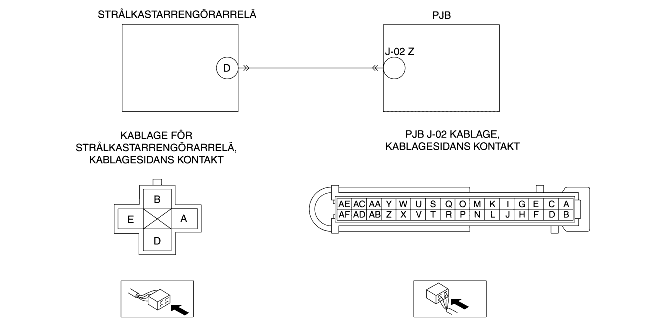 STRÅLKASTARRENGÖRARRELÄ
PJB
J-02 Z
D
KABLAGE FÖR
STRÅLKASTARRENGÖRARRELÄ,
KABLAGESIDANS KONTAKT
PJB J-02 KABLAGE,
KABLAGESIDANS KONTAKT
B
E A
D
AE AC AA Y W U S Q O M K I G E C A
AF AD AB Z X V T R P N L J H F D B